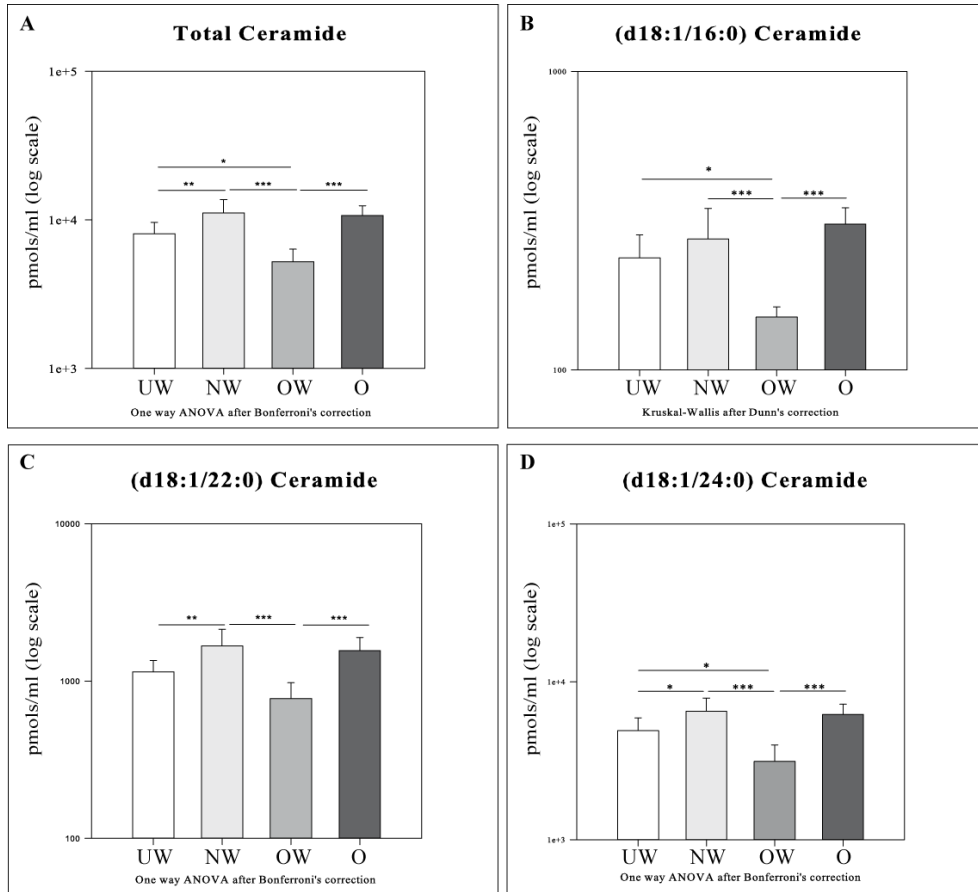 A
Total Ceramide
pmols/ml (log scale)
1e+5
1e+4
1e+3
*
** *** ***
UW NW OW O
One way ANOVA after Bonferroni's correction
B
(d18:1/16:0) Ceramide
pmols/ml (log scale)
1000
100
*
*** ***
UW NW OW O
Kruskal-Wallis after Dunn's correction
C
(d18:1/22:0) Ceramide
pmols/ml (log scale)
10000
1000
100
** *** ***
UW NW OW O
One way ANOVA after Bonferroni's correction
D
(d18:1/24:0) Ceramide
pmols/ml (log scale)
1e+5
1e+4
1e+3
*
* *** ***
UW NW OW O
One way ANOVA after Bonferroni's correction